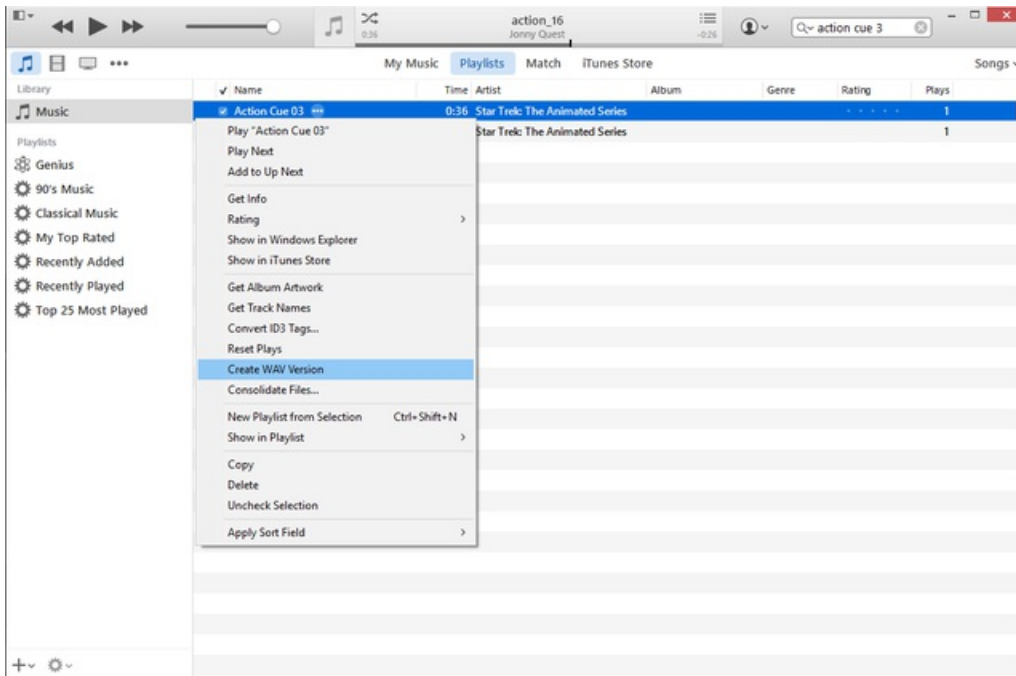 action_16
Jonny Quest
0:36
-0:26
action cue 3
My Music Playlists Match iTunes Store
Songs
Library
Music
Playlists
Genius
90's Music
Classical Music
My Top Rated
Recently Added
Recently Played
Top 25 Most Played
Name Time Artist Album Genre Rating Plays
Action Cue 03 0:36 Star Trek: The Animated Series 1
Star Trek: The Animated Series 1
Play "Action Cue 03"
Play Next
Add to Up Next
Get Info
Rating
Show in Windows Explorer
Show in iTunes Store
Get Album Artwork
Get Track Names
Convert ID3 Tags...
Reset Plays
Create WAV Version
Consolidate Files...
New Playlist from Selection Ctrl+Shift+N
Show in Playlist
Copy
Delete
Uncheck Selection
Apply Sort Field